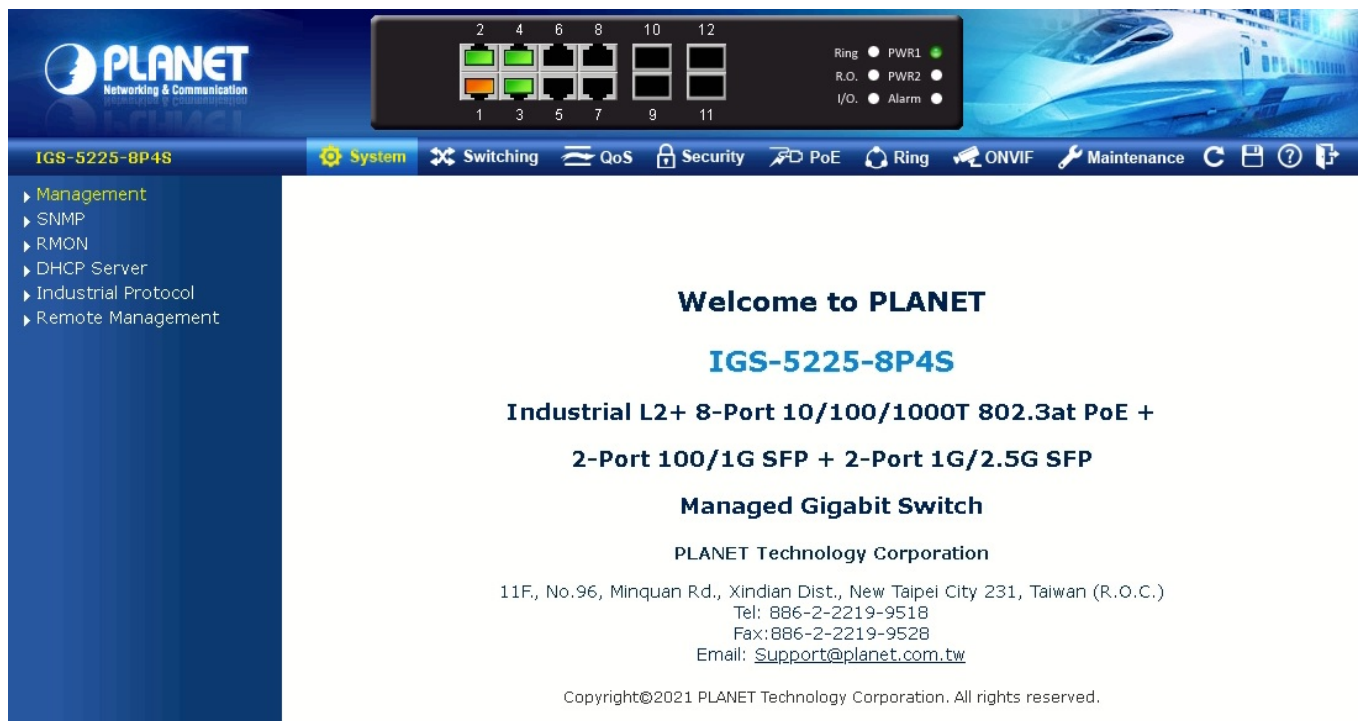 PLANET
Networking & Communication
2 4 6 8 10 12
Ring PWR1
R.O. PWR2
I/O. Alarm
1 3 5 7 9 11
IGS-5225-8P4S
System Switching QoS Security PoE Ring ONVIF Maintenance
Management
SNMP
RMON
DHCP Server
Industrial Protocol
Remote Management
Welcome to PLANET
IGS-5225-8P4S
Industrial L2+ 8-Port 10/100/1000T 802.3at PoE +
2-Port 100/1G SFP + 2-Port 1G/2.5G SFP
Managed Gigabit Switch
PLANET Technology Corporation
11F., No.96, Minquan Rd., Xindian Dist., New Taipei City 231, Taiwan (R.O.C.)
Tel: 886-2-2219-9518
Fax:886-2-2219-9528
Email: Support@planet.com.tw
Copyright©2021 PLANET Technology Corporation. All rights reserved.